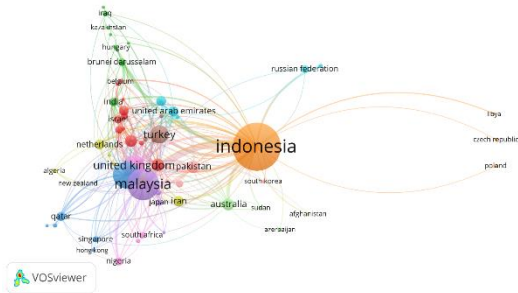 iraq
kazakhstan
hungary
brunei darussalam
belgium
russian federation
india
united arab emirates
israel
turkey
libya
indonesia
netherlands
czech republic
united kingdom
pakistan
poland
algeria
malaysia
south korea
new zealand
japan
iran
australia
sudan
afghanistan
qatar
azerbaijan
singapore
south africa
hong kong
nigeria
VOSviewer